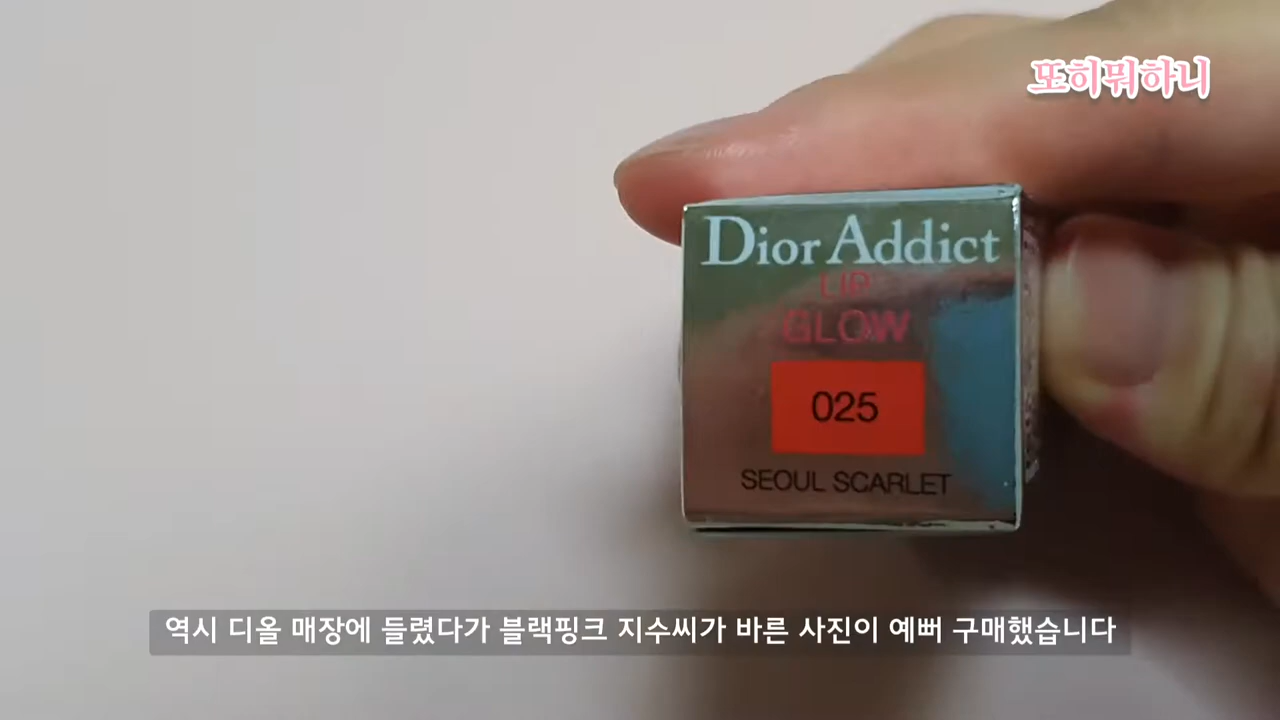 또히뭐하니
Dior Addict
LIP
GLOW
025
SEOUL SCARLET
역시 디올 매장에 들렸다가 블랙핑크 지수씨가 바른 사진이 예뻐 구매했습니다